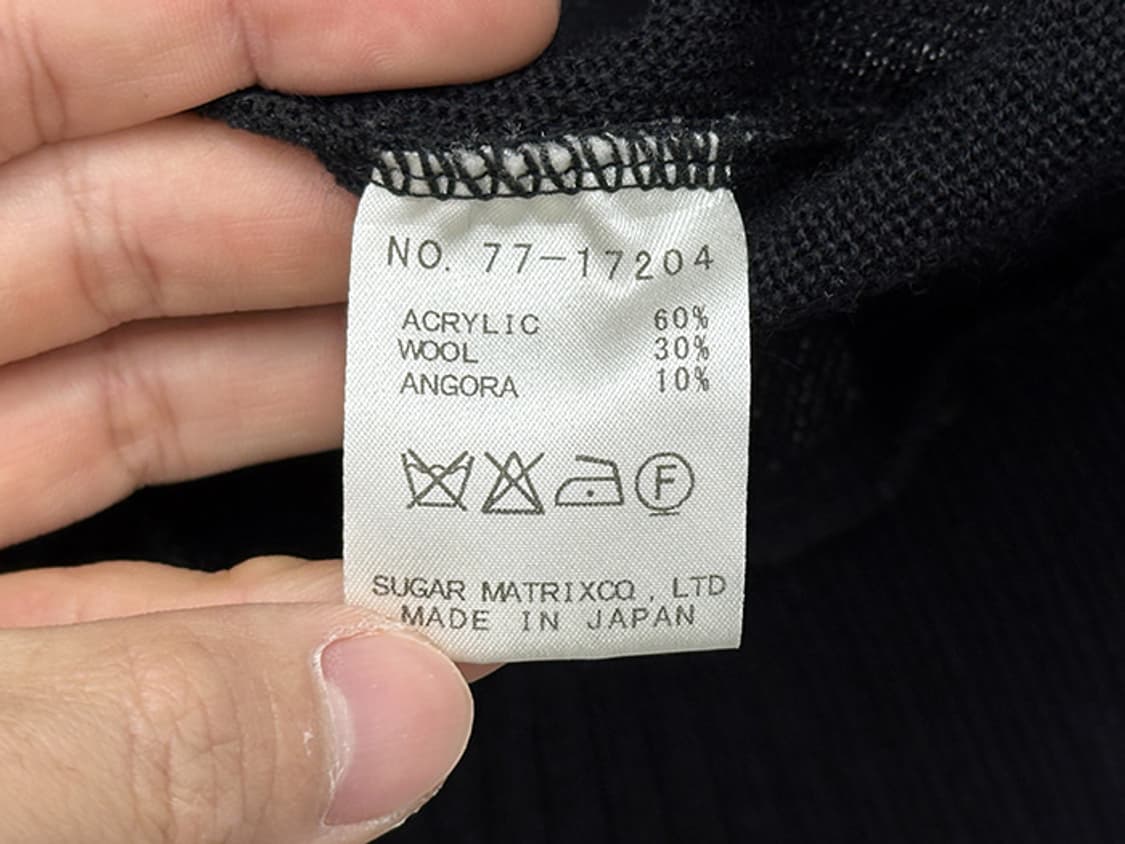 NO. 77-17204
ACRYLIC 60%
WOOL 30%
ANGORA 10%
F
SUGAR MATRIXCO., LTD
MADE IN JAPAN